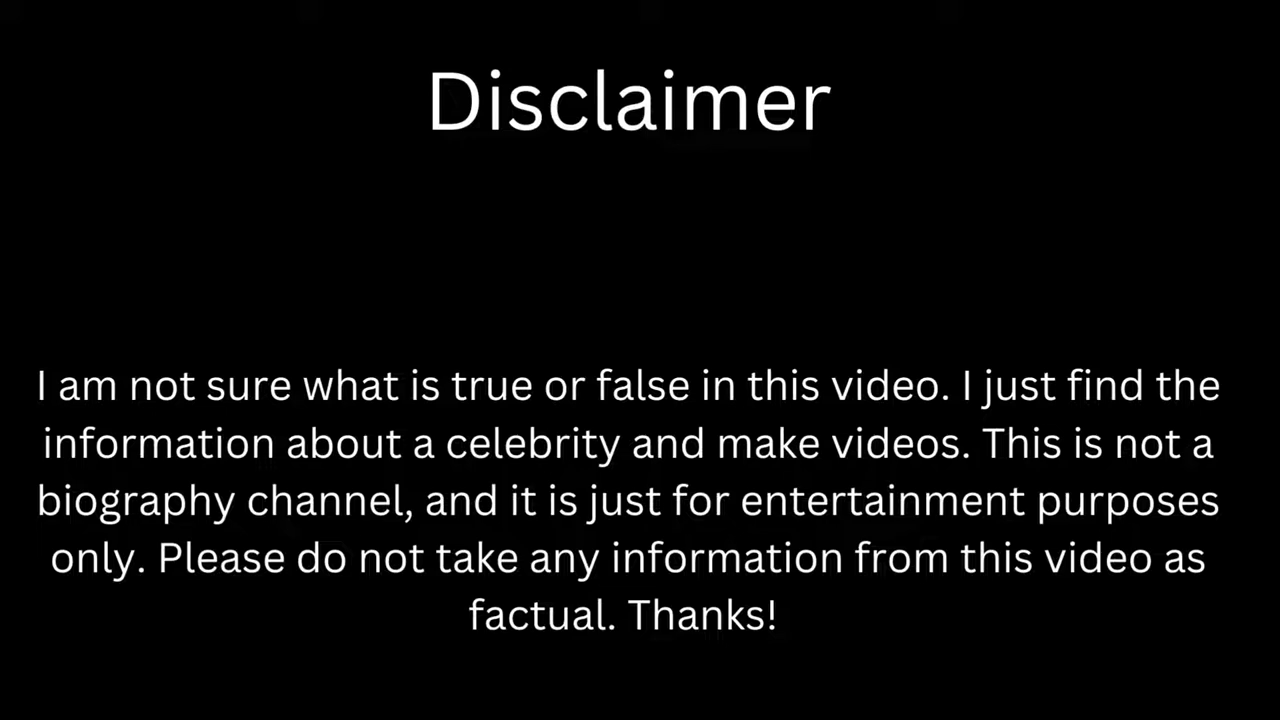 Disclaimer
I am not sure what is true or false in this video. I just find the
information about a celebrity and make videos. This is not a
biography channel, and it is just for entertainment purposes
only. Please do not take any information from this video as
factual. Thanks!